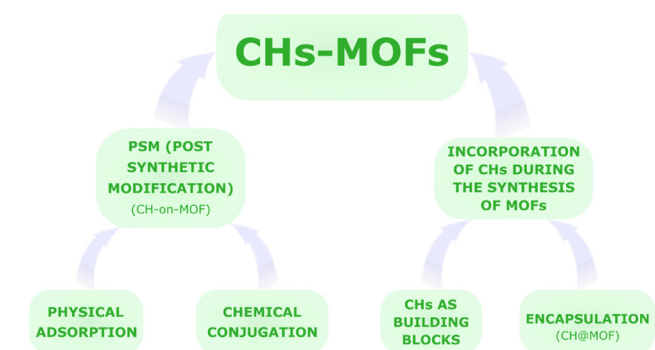 CHs-MOFs
PSM (POST
SYNTHETIC
MODIFICATION)
(CH-on-MOF)
INCORPORATION
OF CHs DURING
THE SYNTHESIS
OF MOFs
PHYSICAL
ADSORPTION
CHEMICAL
CONJUGATION
CHs AS
BUILDING
BLOCKS
ENCAPSULATION
(CH@MOF)